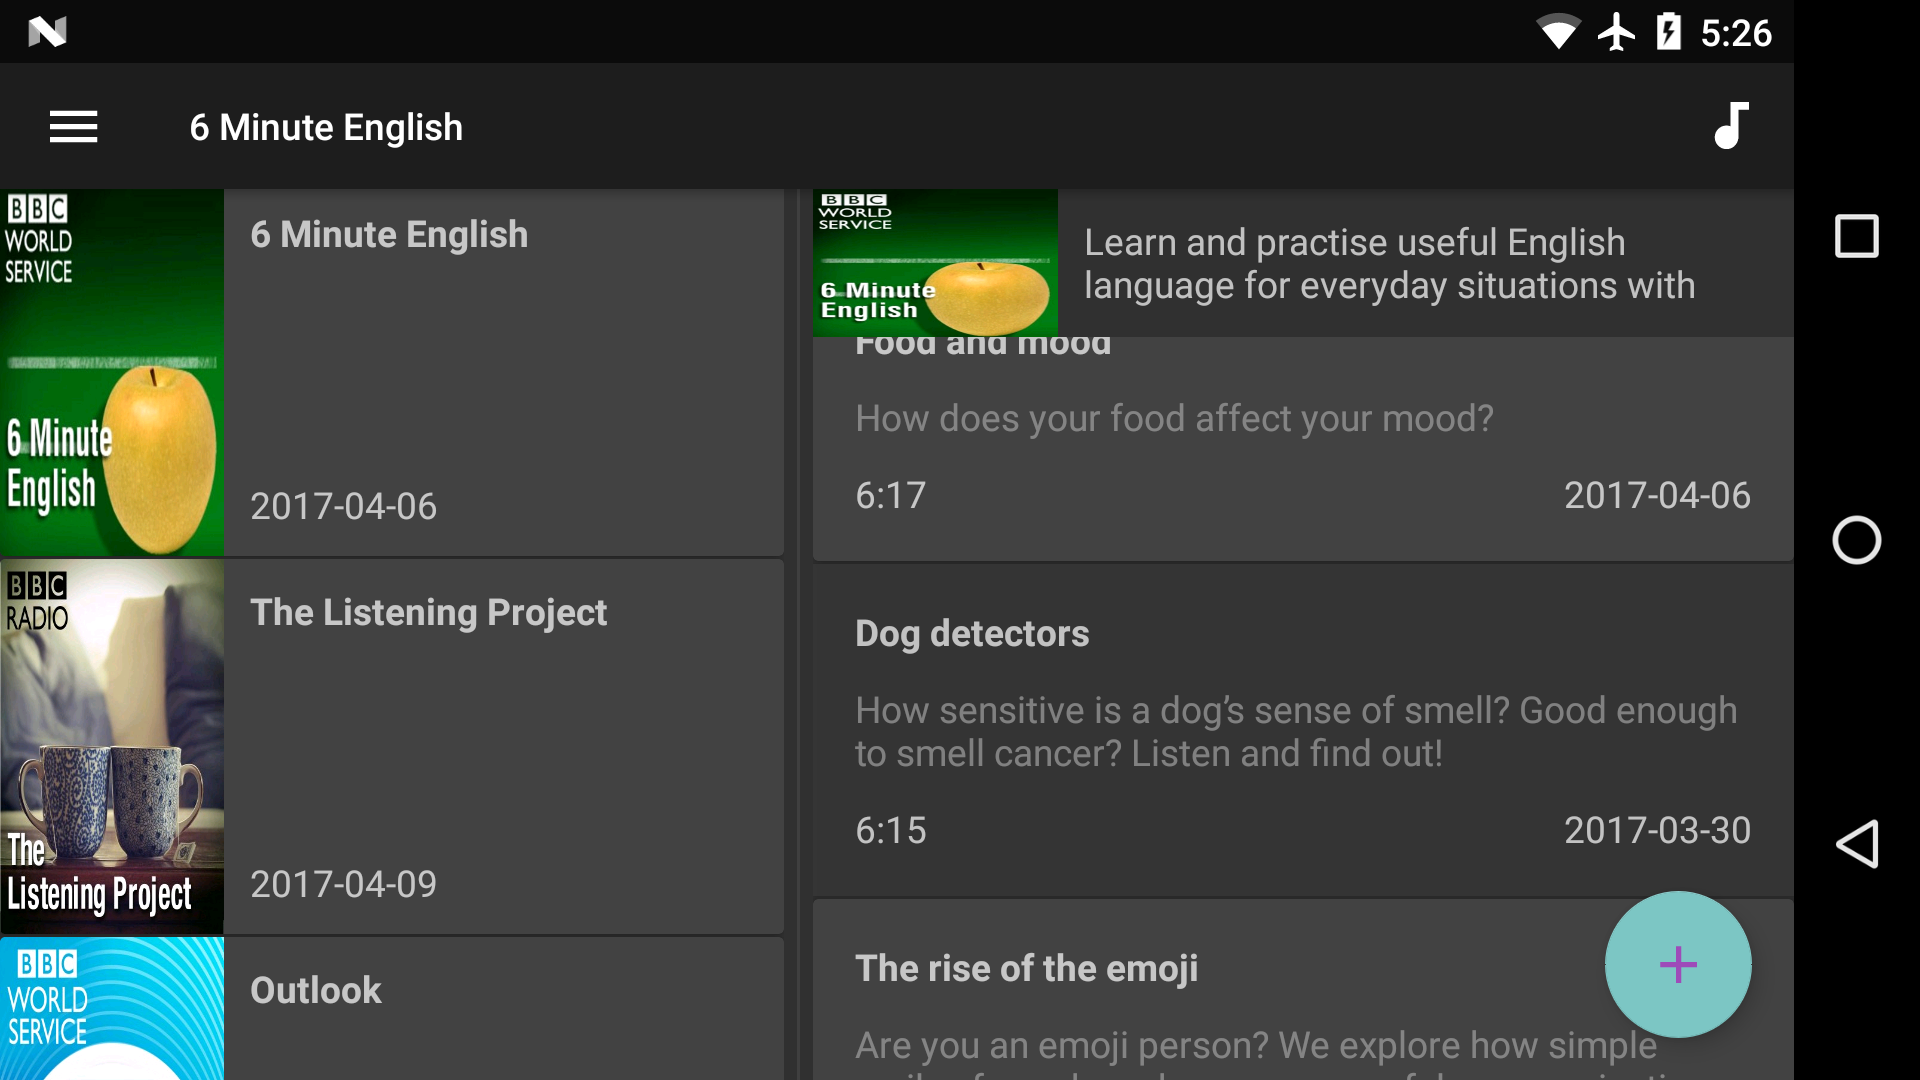 5:26
6 Minute English
BBC
WORLD
SERVICE
6 Minute
English
6 Minute English
2017-04-06
BBC
RADIO
The
Listening Project
The Listening Project
2017-04-09
BBC
WORLD
SERVICE
Outlook
BBC
WORLD
SERVICE
6 Minute
English
Learn and practise useful English
language for everyday situations with
Food and mood
How does your food affect your mood?
6:17
2017-04-06
Dog detectors
How sensitive is a dog’s sense of smell? Good enough
to smell cancer? Listen and find out!
6:15
2017-03-30
The rise of the emoji
Are you an emoji person? We explore how simple